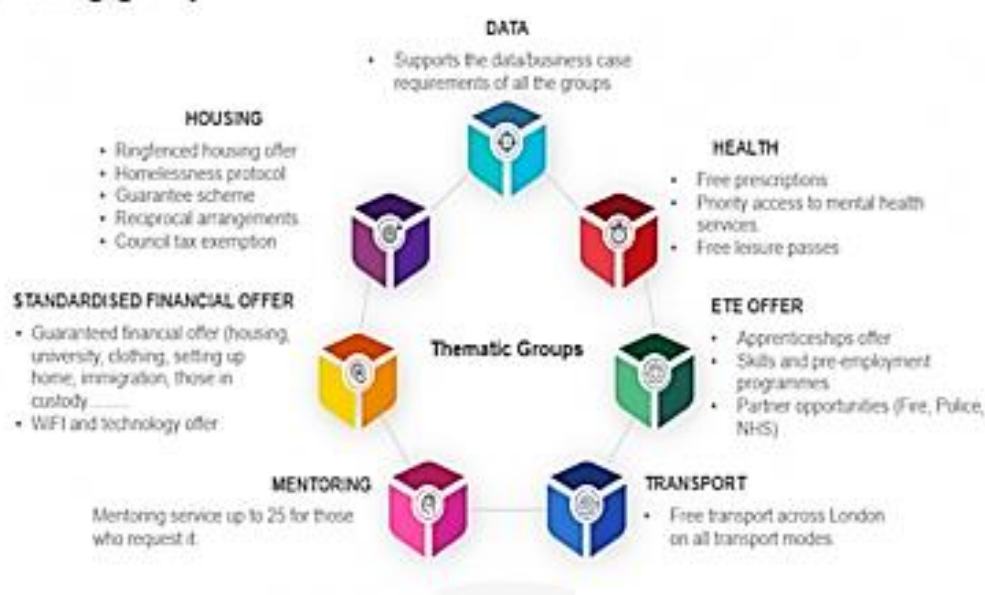 DATA
• Supports the data/business case
requirements of all the groups
HOUSING
• Ringfenced housing offer
• Homelessness protocol
• Guarantee scheme
• Reciprocal arrangements
• Council tax exemption
HEALTH
• Free prescriptions
• Priority access to mental health
services.
• Free leisure passes
STANDARDISED FINANCIAL OFFER
• Guaranteed financial offer (housing,
university, clothing, setting up
home, immigration, those in
custody........
• WiFI and technology offer
Thematic Groups
ETE OFFER
• Apprenticeships offer
• Skills and pre-employment
programmes
• Partner opportunities (Fire, Police,
NHS)
MENTORING
Mentoring service up to 25 for those
who request it.
TRANSPORT
• Free transport across London
on all transport modes.